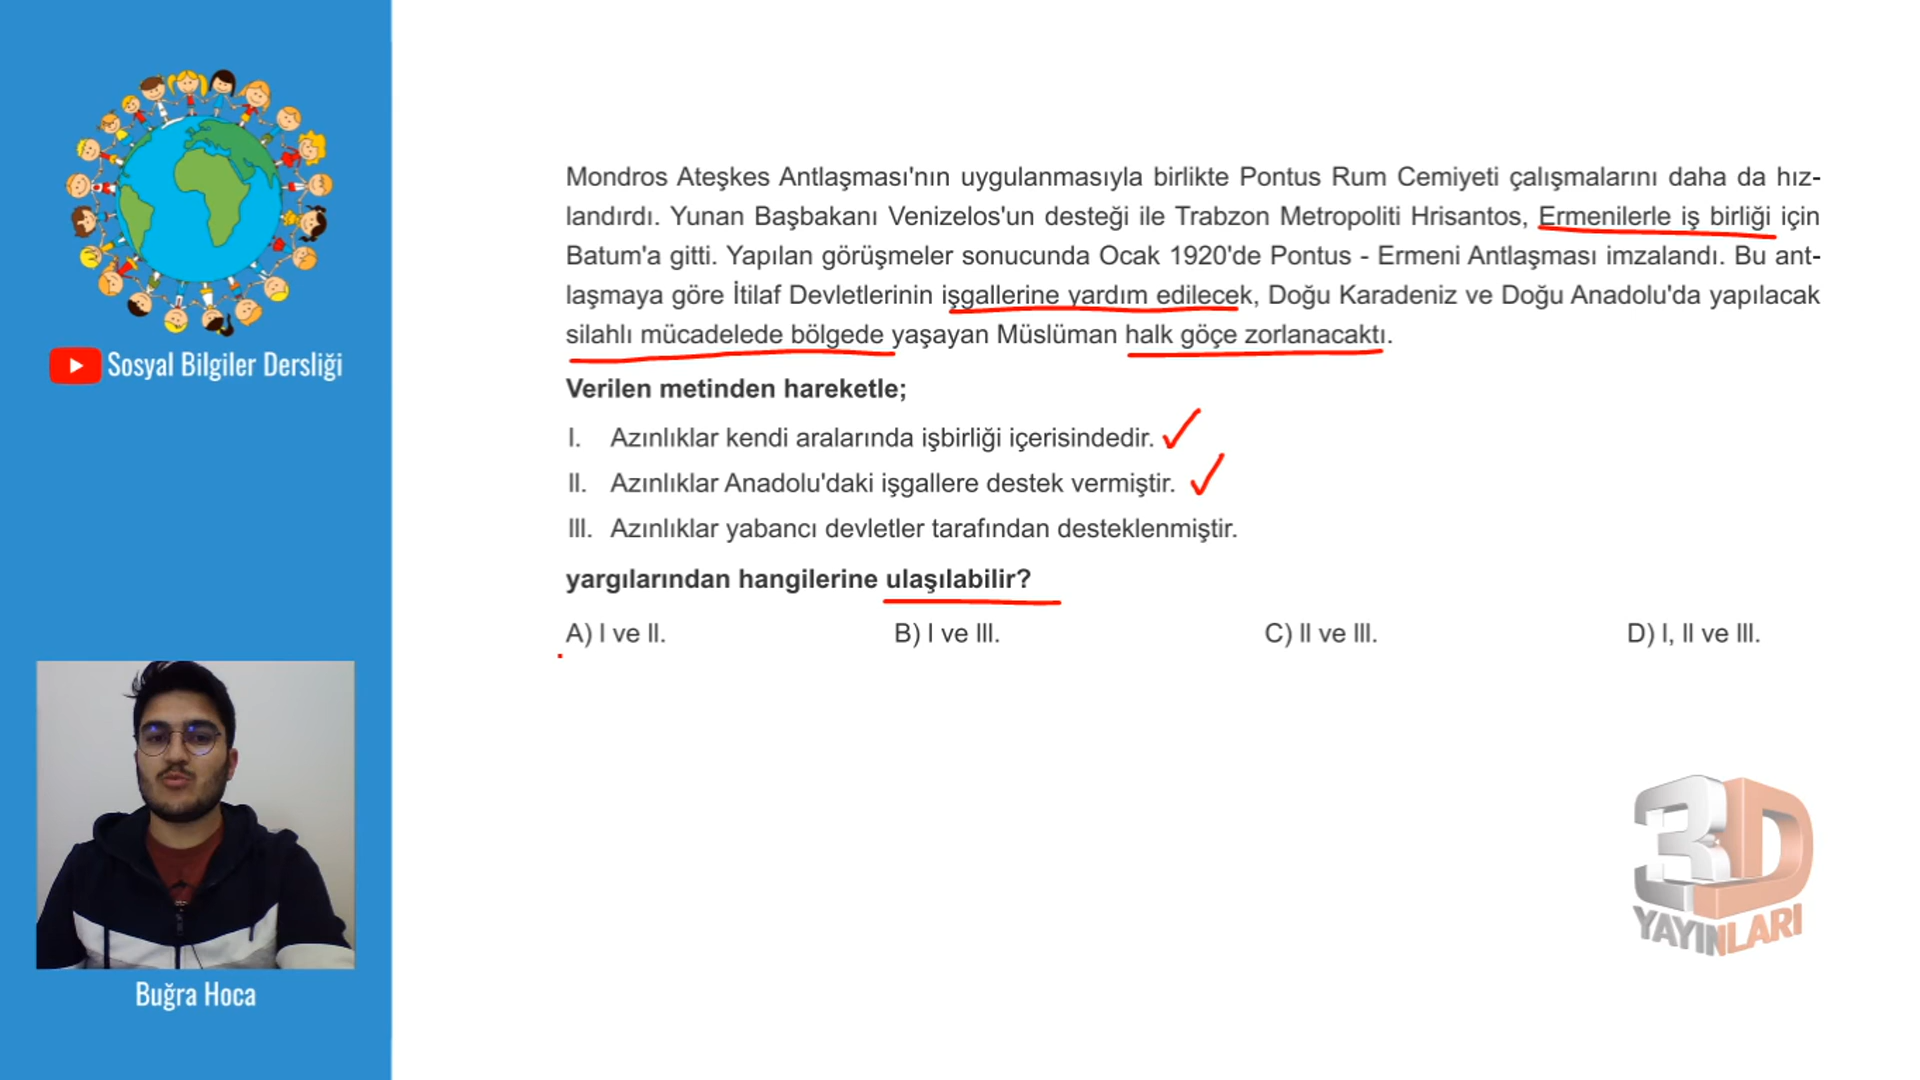 Mondros Ateşkes Antlaşması'nın uygulanmasıyla birlikte Pontus Rum Cemiyeti çalışmalarını daha da hız-
landırdı. Yunan Başbakanı Venizelos'un desteği ile Trabzon Metropoliti Hrisantos, Ermenilerle iş birliği için
Batum'a gitti. Yapılan görüşmeler sonucunda Ocak 1920'de Pontus - Ermeni Antlaşması imzalandı. Bu ant-
laşmaya göre İtilaf Devletlerinin işgallerine yardım edilecek, Doğu Karadeniz ve Doğu Anadolu'da yapılacak
silahlı mücadelede bölgede yaşayan Müslüman halk göçe zorlanacaktı.
Verilen metinden hareketle;
I. Azınlıklar kendi aralarında işbirliği içerisindedir.
II. Azınlıklar Anadolu'daki işgallere destek vermiştir.
III. Azınlıklar yabancı devletler tarafından desteklenmiştir.
yargılarından hangilerine ulaşılabilir?
A) I ve II. B) I ve III. C) II ve III. D) I, II ve III.
Sosyal Bilgiler Dersliği
Buğra Hoca
3D
YAYINLARI